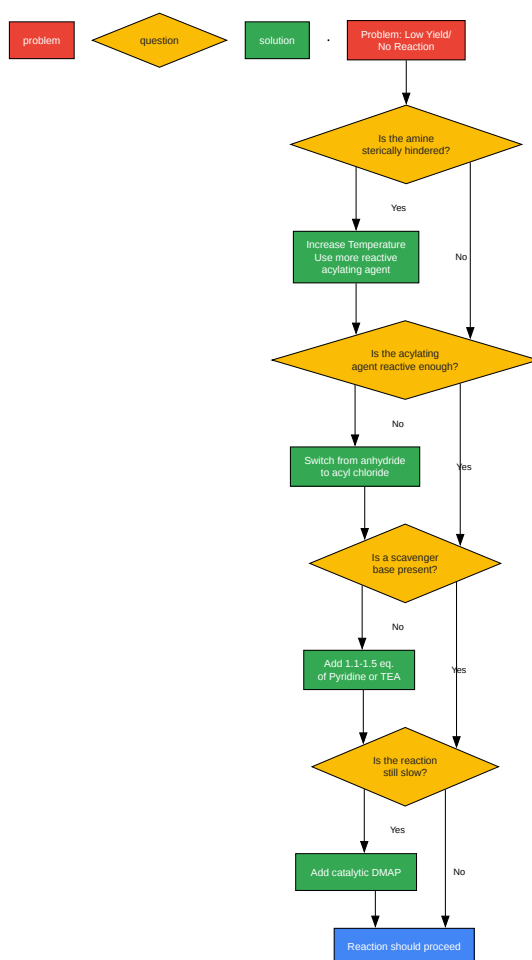 problem
question
solution
.
Problem: Low Yield/
No Reaction
Is the amine
sterically hindered?
Yes
Increase Temperature
Use more reactive
acylating agent
No
Is the acylating
agent reactive enough?
No
Switch from anhydride
to acyl chloride
Yes
Is a scavenger
base present?
No
Add 1.1-1.5 eq.
of Pyridine or TEA
Yes
Is the reaction
still slow?
Yes
Add catalytic DMAP
No
Reaction should proceed